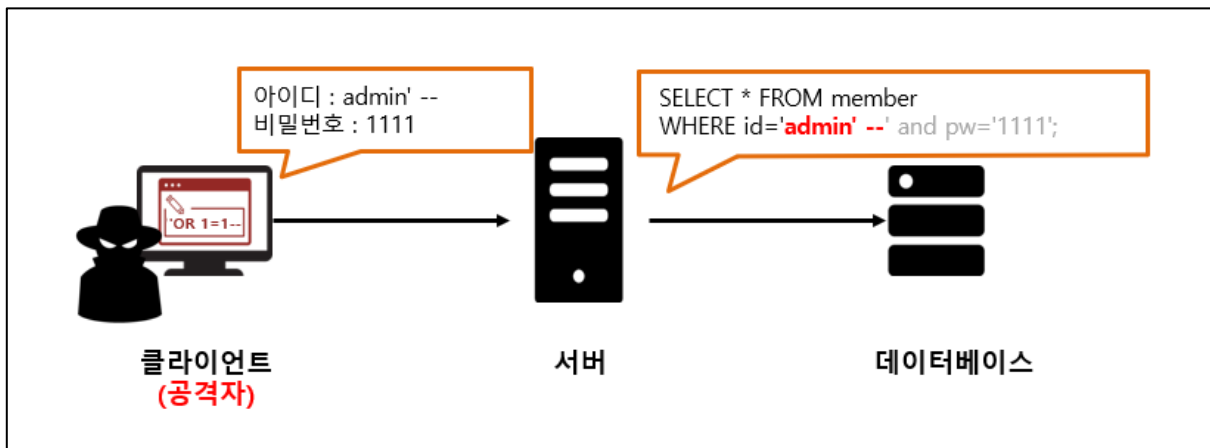 아이디 : admin' --
비밀번호 : 1111
SELECT * FROM member
WHERE id='admin' --' and pw='1111';
'OR 1=1--
클라이언트
(공격자)
서버
데이터베이스